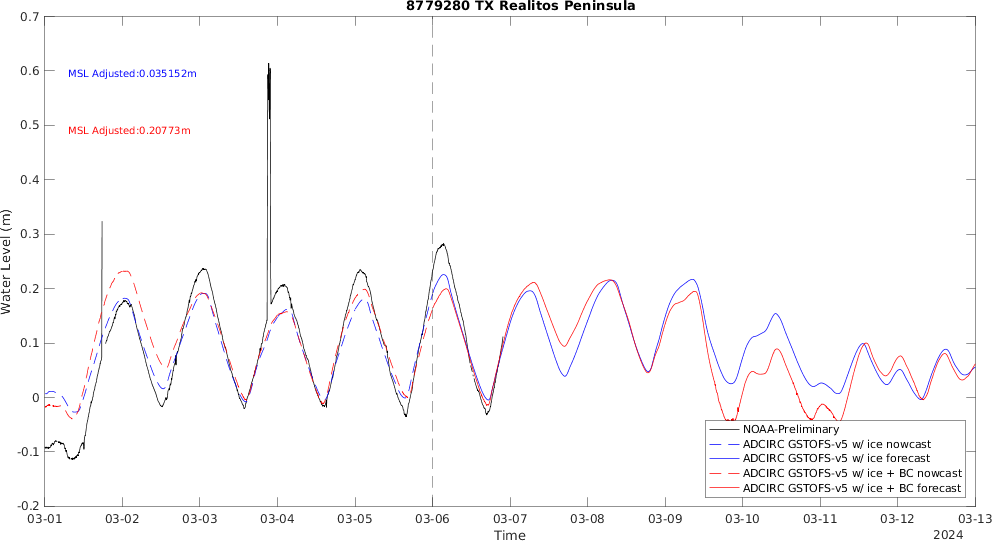 8779280 TX Realitos Peninsula
0.7
0.6
0.5
0.4
0.3
0.2
0.1
0
-0.1
-0.2
Water Level (m)
MSL Adjusted:0.035152m
MSL Adjusted:0.20773m
NOAA-Preliminary
ADCIRC GSTOFS-v5 w/ ice nowcast
ADCIRC GSTOFS-v5 w/ ice forecast
ADCIRC GSTOFS-v5 w/ ice + BC nowcast
ADCIRC GSTOFS-v5 w/ ice + BC forecast
03-01 03-02 03-03 03-04 03-05 03-06 03-07 03-08 03-09 03-10 03-11 03-12 03-13
Time
2024